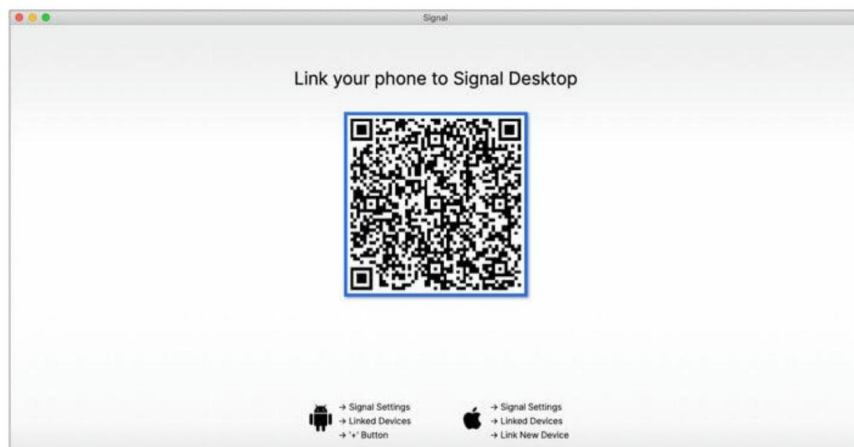 Signal
Link your phone to Signal Desktop
→ Signal Settings
→ Linked Devices
→ '+' Button
→ Signal Settings
→ Linked Devices
→ Link New Device